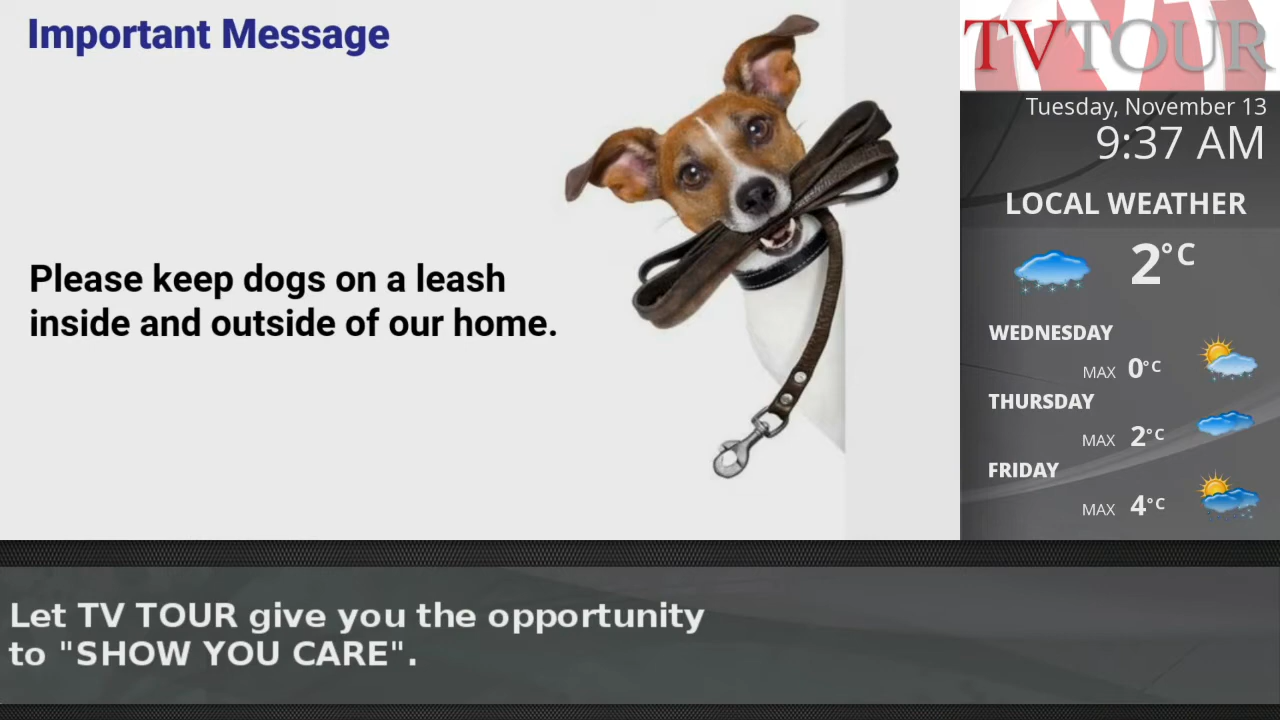 Important Message
Please keep dogs on a leash
inside and outside of our home.
TVTOUR
Tuesday, November 13
9:37 AM
LOCAL WEATHER
2°C
WEDNESDAY
MAX 0°C
THURSDAY
MAX 2°C
FRIDAY
MAX 4°C
Let TV TOUR give you the opportunity
to "SHOW YOU CARE".